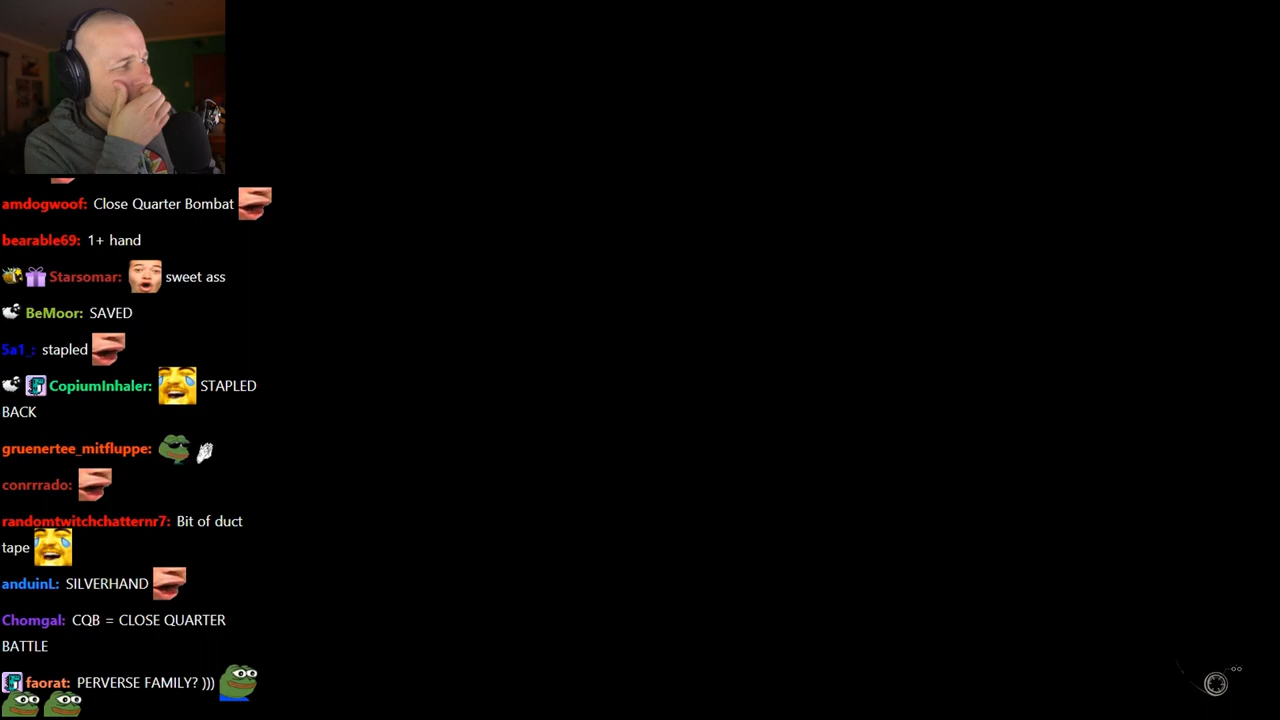 amdogwoof: Close Quarter Bombat
bearable69: 1+ hand
Starsomar: sweet ass
BeMoor: SAVED
5a1_: stapled
CopiumInhaler: STAPLED
BACK
gruenertee_mitfluppe:
conrrrado:
randomtwitchchatternr7: Bit of duct
tape
anduinL: SILVERHAND
Chomgal: CQB = CLOSE QUARTER
BATTLE
faorat: PERVERSE FAMILY? )))